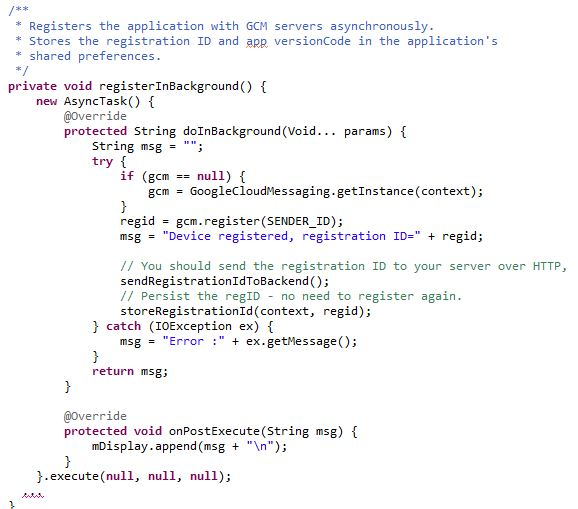 /**
 * Registers the application with GCM servers asynchronously.
 * Stores the registration ID and app versionCode in the application's
 * shared preferences.
 */
private void registerInBackground() {
    new AsyncTask() {
        @Override
        protected String doInBackground(Void... params) {
            String msg = "";
            try {
                if (gcm == null) {
                    gcm = GoogleCloudMessaging.getInstance(context);
                }
                regid = gcm.register(SENDER_ID);
                msg = "Device registered, registration ID=" + regid;

                // You should send the registration ID to your server over HTTP,
                sendRegistrationIdToBackend();
                // Persist the regID - no need to register again.
                storeRegistrationId(context, regid);
            } catch (IOException ex) {
                msg = "Error :" + ex.getMessage();
            }
            return msg;
        }

        @Override
        protected void onPostExecute(String msg) {
            mDisplay.append(msg + "\n");
        }
    }.execute(null, null, null);

}